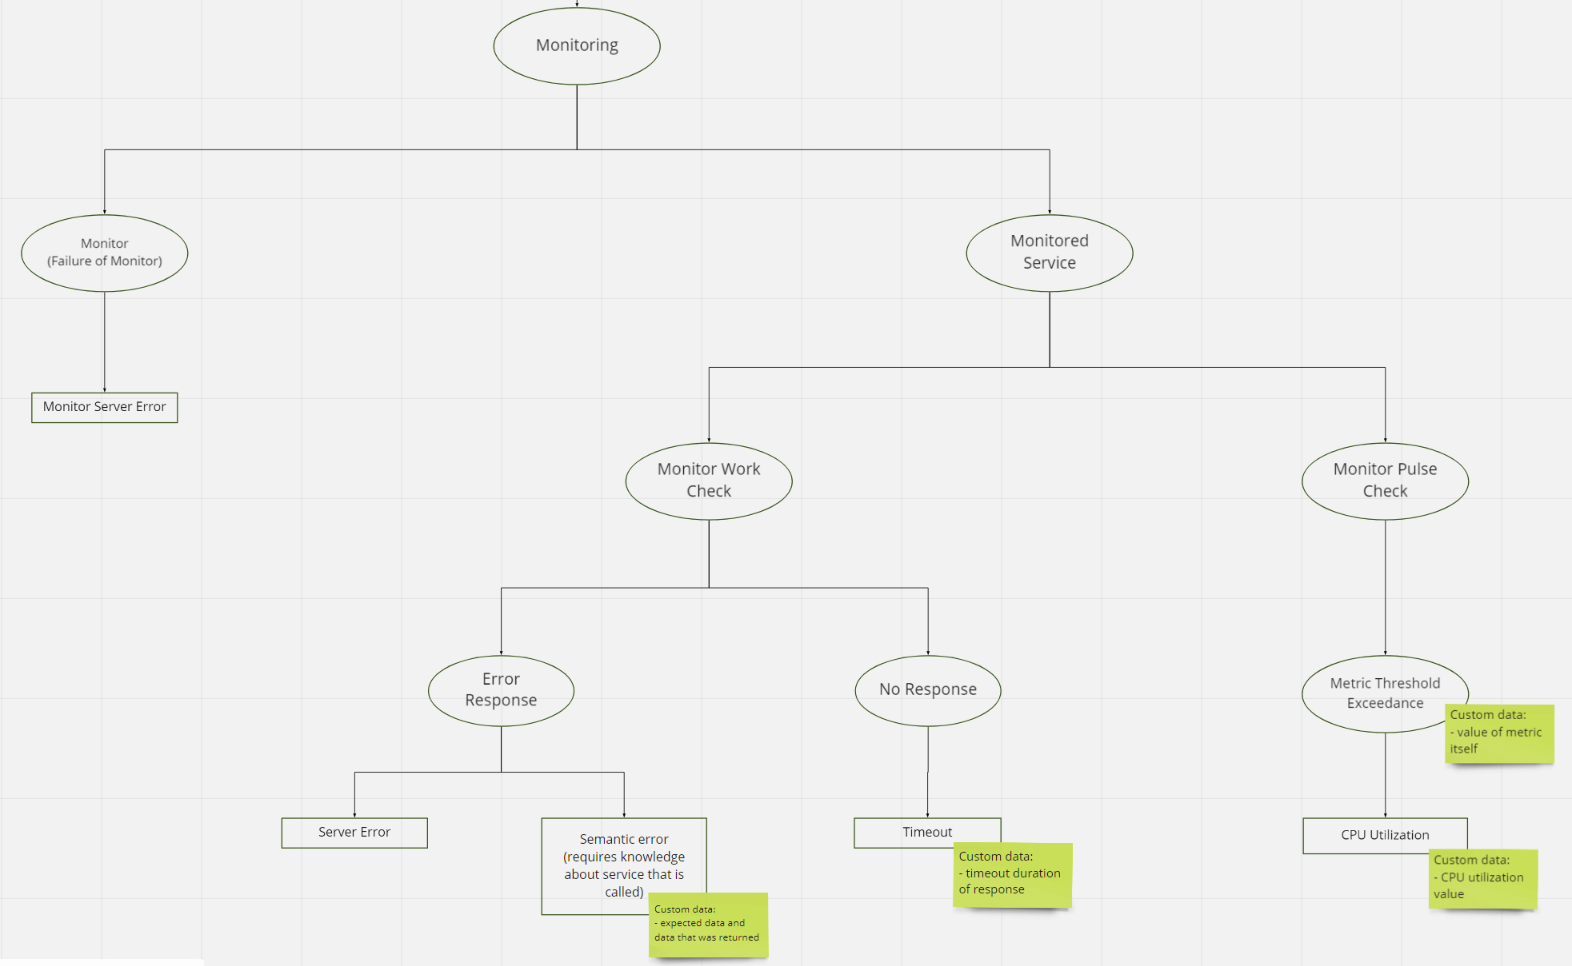 Monitoring
Monitor
(Failure of Monitor)
Monitored
Service
Monitor Server Error
Monitor Work
Check
Monitor Pulse
Check
Error
Response
No Response
Metric Threshold
Exceedance
Custom data:
- value of metric
itself
Server Error
Semantic error
(requires knowledge
about service that is
called)
Custom data:
- expected data and
data that was returned
Timeout
Custom data:
- timeout duration
of response
CPU Utilization
Custom data:
- CPU utilization
value